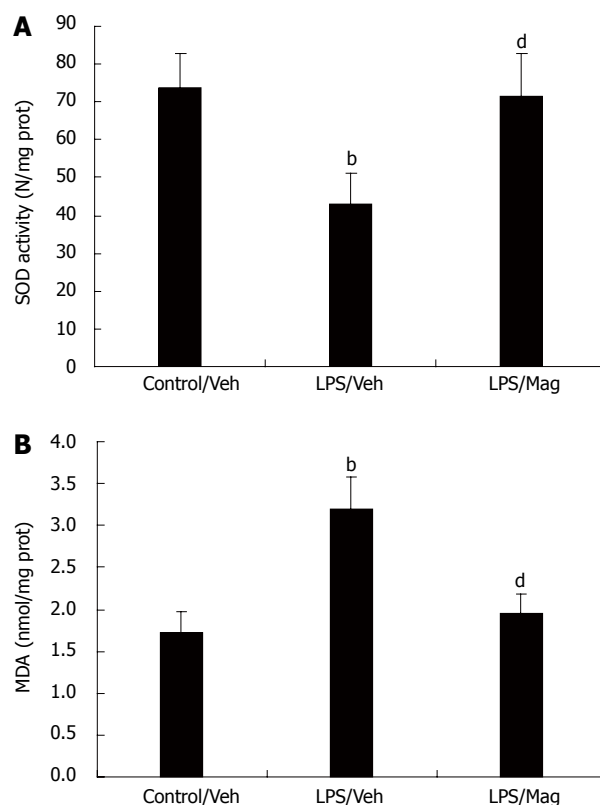 A
SOD activity (N/mg prot)
90
80
70
60
50
40
30
20
10
0
b
d
Control/Veh LPS/Veh LPS/Mag
B
MDA (nmol/mg prot)
4.0
3.5
3.0
2.5
2.0
1.5
1.0
0.5
0.0
b
d
Control/Veh LPS/Veh LPS/Mag